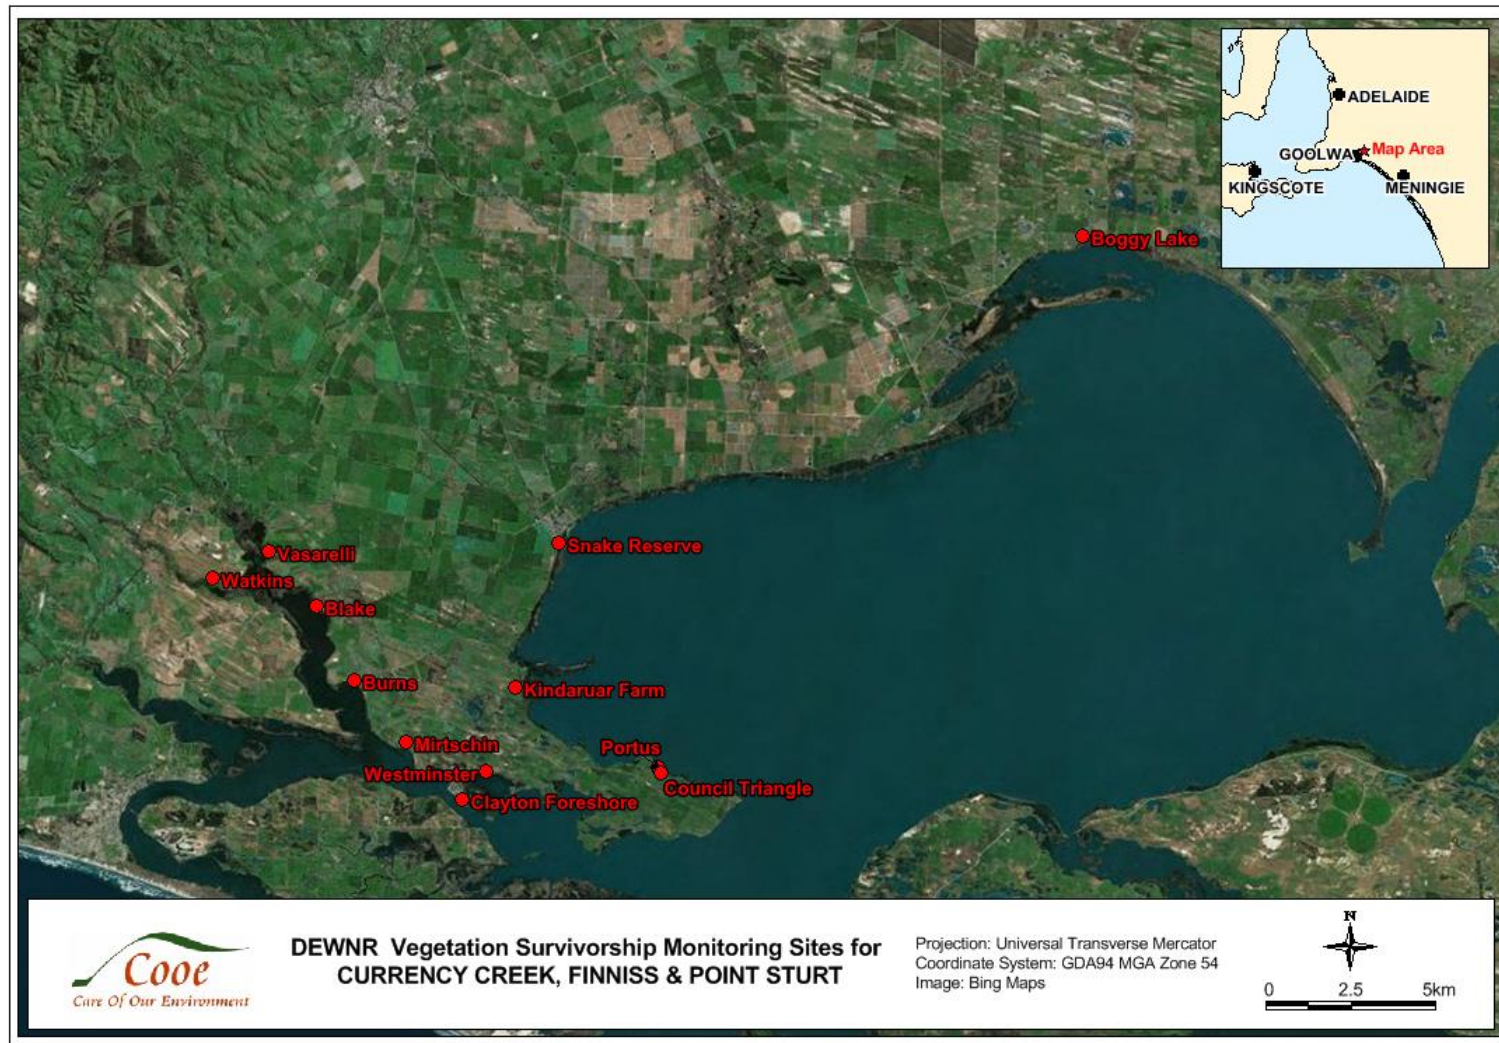 ADELAIDE
GOOLWA
Map Area
KINGSCOTE
MENINGIE
Boggy Lake
Snake Reserve
Vasarelli
Watkins
Blake
Burns
Kindaruar Farm
Mirtschin
Portus
Westminster
Council Triangle
Clayton Foreshore
Cooe
Care Of Our Environment
DEWNR Vegetation Survivorship Monitoring Sites for
CURRENCY CREEK, FINNISS & POINT STURT
Projection: Universal Transverse Mercator
Coordinate System: GDA94 MGA Zone 54
Image: Bing Maps
N
0 2.5 5km